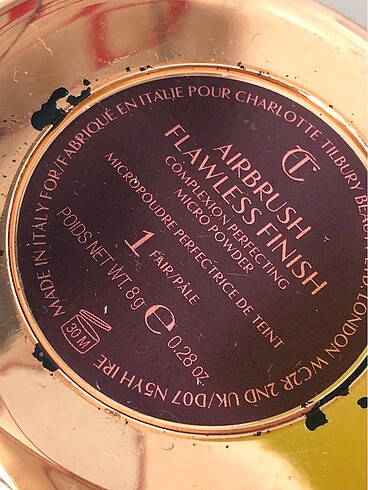 MADE IN ITALY FOR/FABRIQUÉ EN ITALIE POUR CHARLOTTE TILBURY BEAUTY LTD. LONDON WC2R 2ND UK/D07 N5YH IRE
CT
AIRBRUSH
FLAWLESS FINISH
COMPLEXION PERFECTING
MICRO POWDER
MICROPOUDRE PERFECTRICE DE TEINT
1 FAIR/PÂLE
POIDS NET WT. 8g e 0.28 oz.
30 M